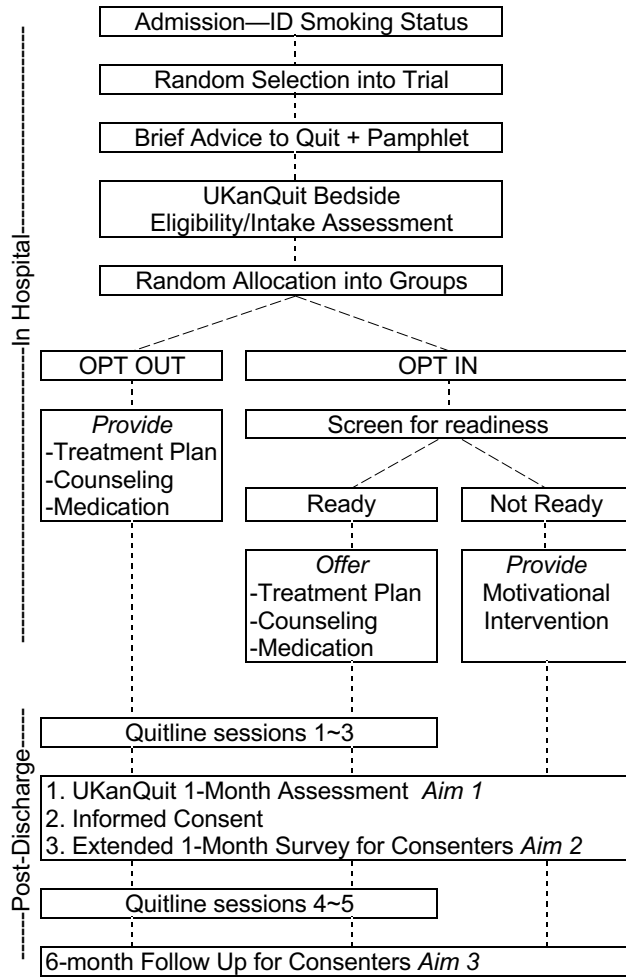 Admission—ID Smoking Status
Random Selection into Trial
Brief Advice to Quit + Pamphlet
UKanQuit Bedside
Eligibility/Intake Assessment
Random Allocation into Groups
In Hospital
OPT OUT
OPT IN
Provide
-Treatment Plan
-Counseling
-Medication
Screen for readiness
Ready
Not Ready
Offer
-Treatment Plan
-Counseling
-Medication
Provide
Motivational
Intervention
Post-Discharge
Quitline sessions 1~3
1. UKanQuit 1-Month Assessment Aim 1
2. Informed Consent
3. Extended 1-Month Survey for Consenters Aim 2
Quitline sessions 4~5
6-month Follow Up for Consenters Aim 3